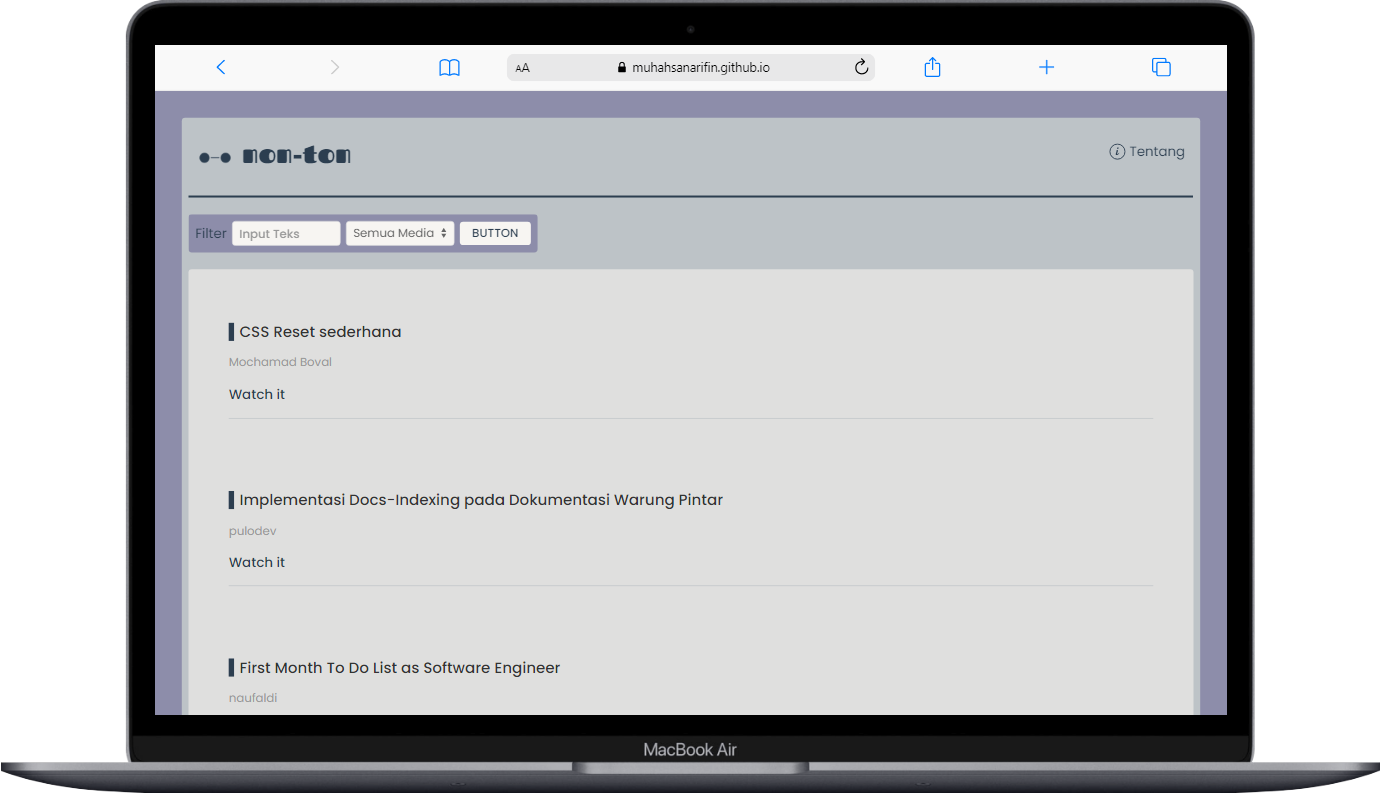 AA muhahsanarifin.github.io
non-ton
Tentang
Filter Input Teks Semua Media BUTTON
CSS Reset sederhana
Mochamad Boval
Watch it
Implementasi Docs-Indexing pada Dokumentasi Warung Pintar
pulodev
Watch it
First Month To Do List as Software Engineer
naufaldi
MacBook Air